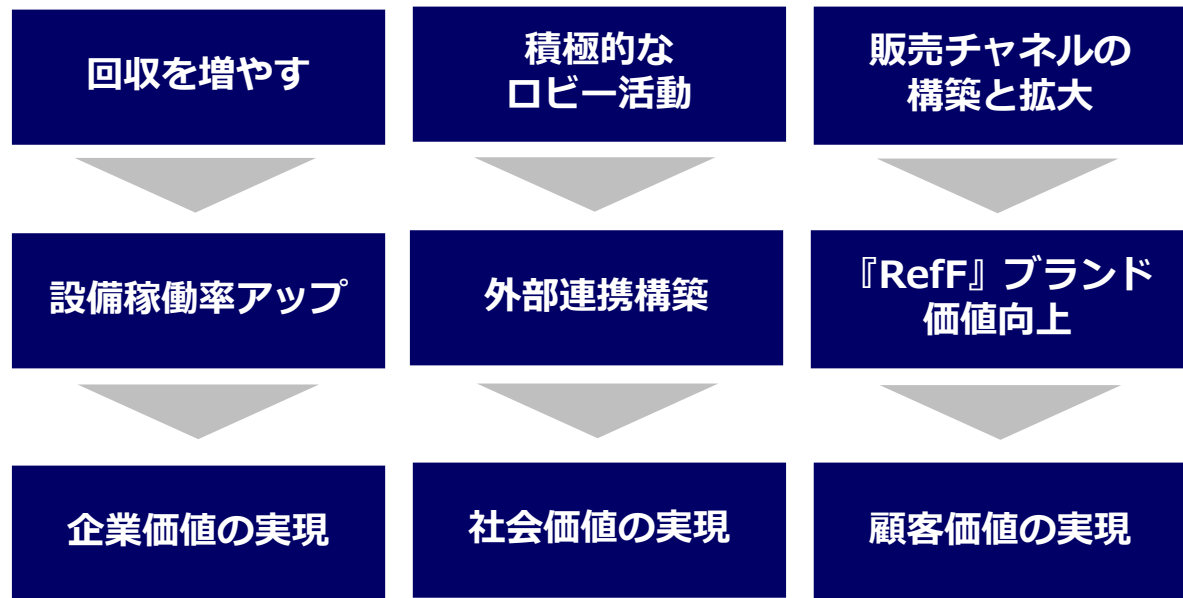 回収を増やす
積極的な
ロビー活動
販売チャネルの
構築と拡大
設備稼働率アップ
外部連携構築
『RefF』ブランド
価値向上
企業価値の実現
社会価値の実現
顧客価値の実現